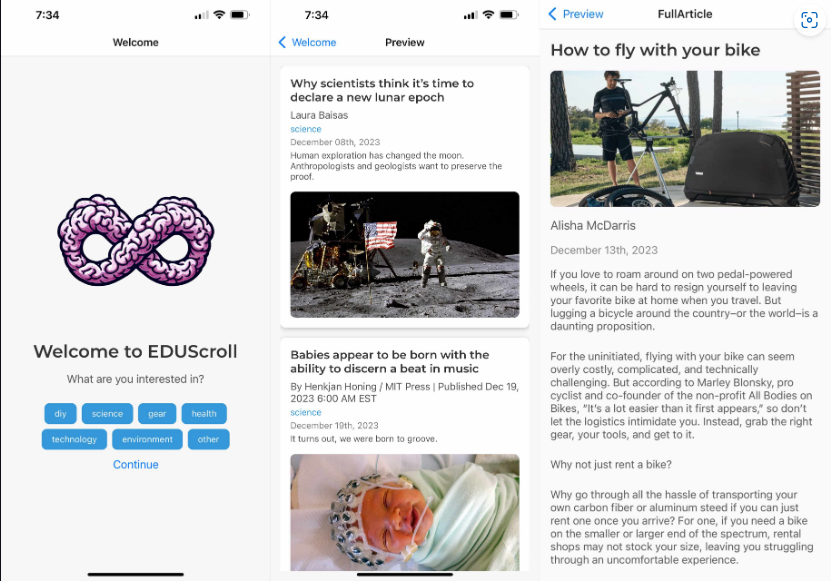 7:34
Welcome
Welcome to EDUScroll
What are you interested in?
diy
science
gear
health
technology
environment
other
Continue
7:34
Welcome
Preview
Why scientists think it's time to
declare a new lunar epoch
Laura Baisas
science
December 08th, 2023
Human exploration has changed the moon.
Anthropologists and geologists want to preserve the
proof.
Babies appear to be born with the
ability to discern a beat in music
By Henkjan Honing / MIT Press | Published Dec 19,
2023 6:00 AM EST
science
December 19th, 2023
It turns out, we were born to groove.
Preview
FullArticle
How to fly with your bike
Alisha McDarris
December 13th, 2023
If you love to roam around on two pedal-powered
wheels, it can be hard to resign yourself to leaving
your favorite bike at home when you travel. But
lugging a bicycle around the country—or the world—is a
daunting proposition.
For the uninitiated, flying with your bike can seem
overly costly, complicated, and technically
challenging. But according to Marley Blonsky, pro
cyclist and co-founder of the non-profit All Bodies on
Bikes, “It’s a lot easier than it first appears,” so don’t
let the logistics intimidate you. Instead, grab the right
gear, your tools, and get to it.
Why not just rent a bike?
Why go through all the hassle of transporting your
own carbon fiber or aluminum steed if you can just
rent one once you arrive? For one, if you need a bike
on the smaller or larger end of the spectrum, rental
shops may not stock your size, leaving you struggling
through an uncomfortable experience.